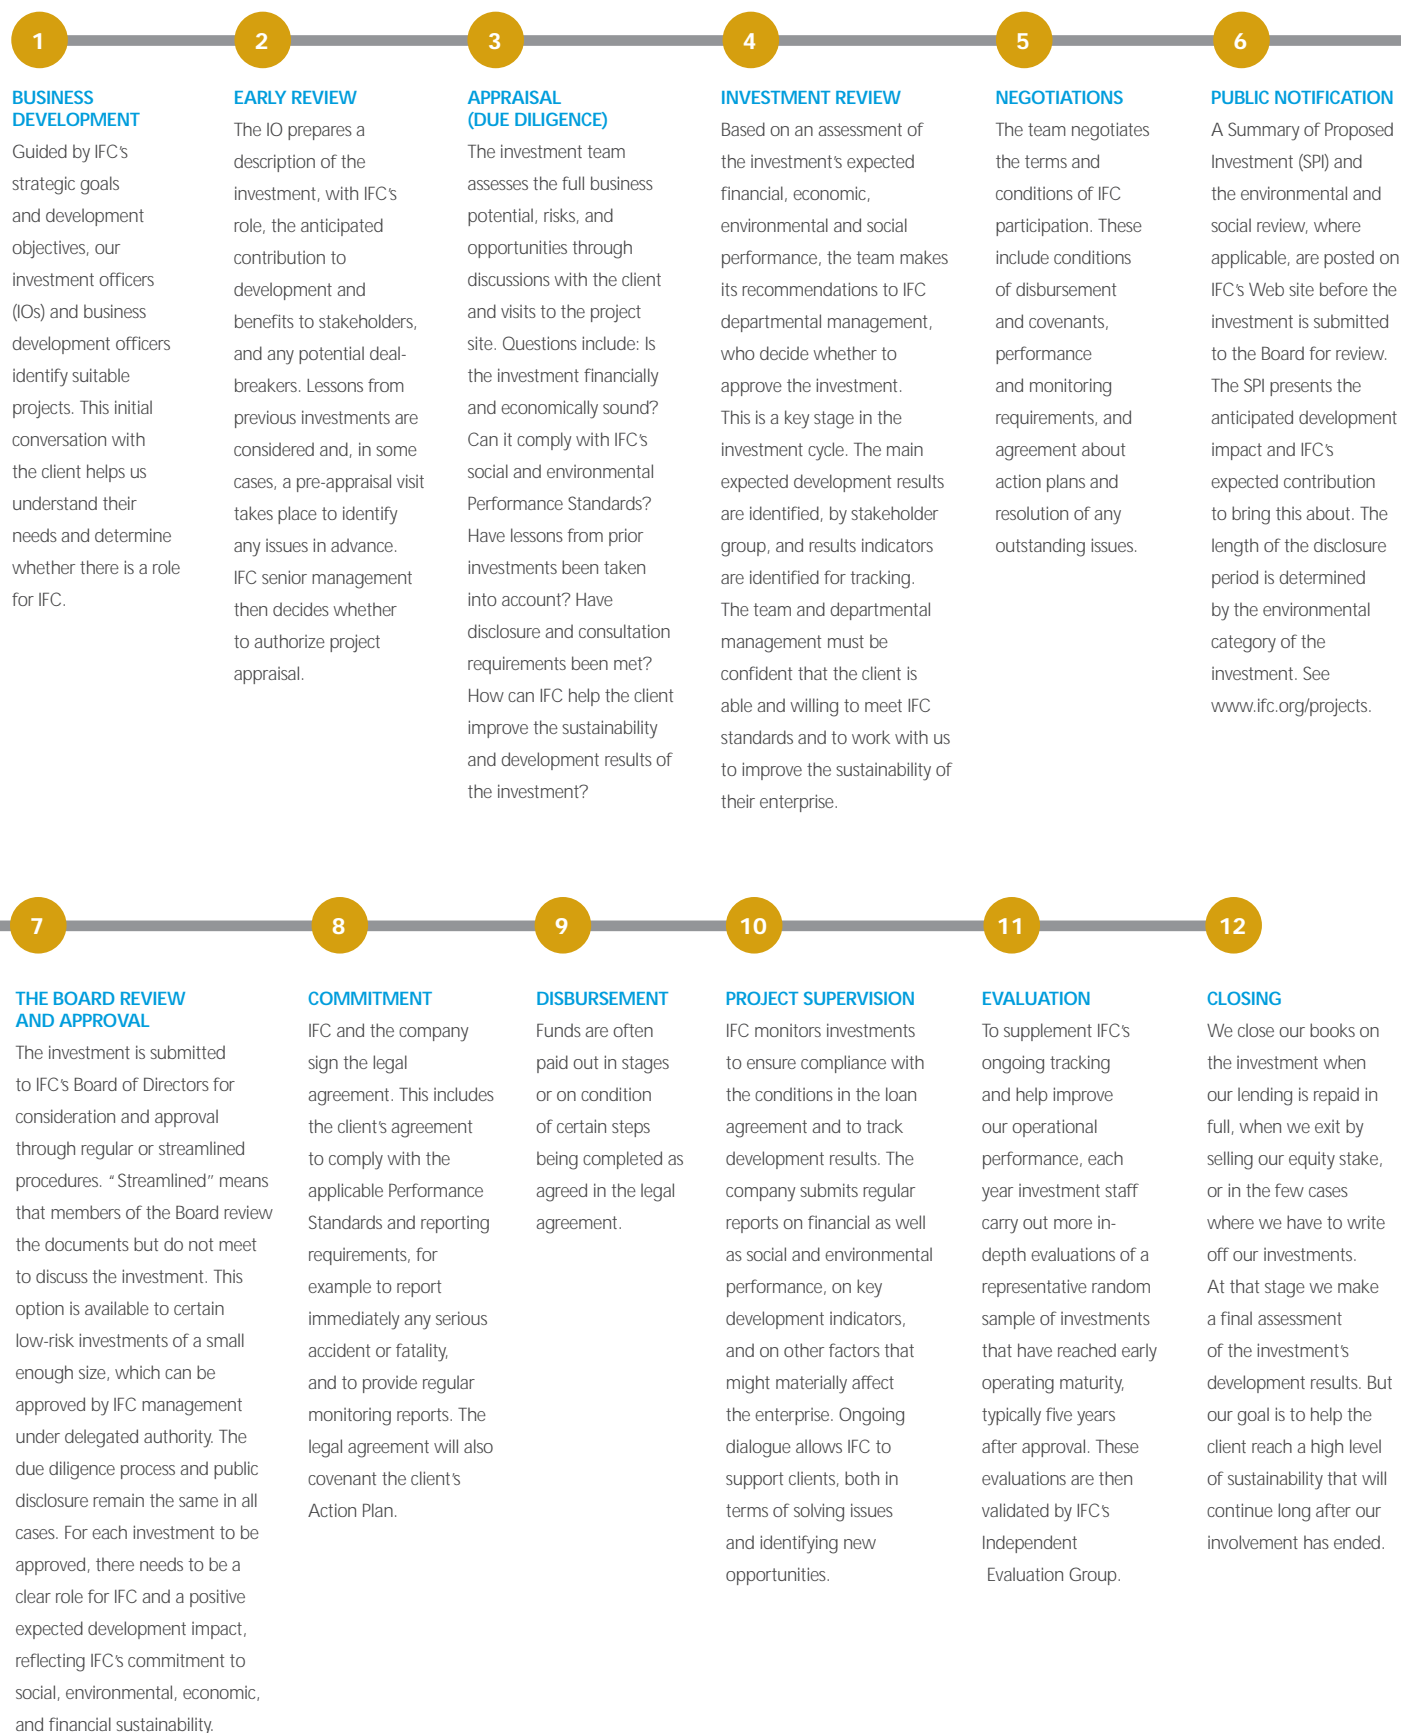 1
BUSINESS
DEVELOPMENT
Guided by IFC's
strategic goals
and development
objectives, our
investment officers
(IOs) and business
development officers
identify suitable
projects. This initial
conversation with
the client helps us
understand their
needs and determine
whether there is a role
for IFC.
2
EARLY REVIEW
The IO prepares a
description of the
investment, with IFC's
role, the anticipated
contribution to
development and
benefits to stakeholders,
and any potential deal-
breakers. Lessons from
previous investments are
considered and, in some
cases, a pre-appraisal visit
takes place to identify
any issues in advance.
IFC senior management
then decides whether
to authorize project
appraisal.
3
APPRAISAL
(DUE DILIGENCE)
The investment team
assesses the full business
potential, risks, and
opportunities through
discussions with the client
and visits to the project
site. Questions include: Is
the investment financially
and economically sound?
Can it comply with IFC's
social and environmental
Performance Standards?
Have lessons from prior
investments been taken
into account? Have
disclosure and consultation
requirements been met?
How can IFC help the client
improve the sustainability
and development results of
the investment?
4
INVESTMENT REVIEW
Based on an assessment of
the investment's expected
financial, economic,
environmental and social
performance, the team makes
its recommendations to IFC
departmental management,
who decide whether to
approve the investment.
This is a key stage in the
investment cycle. The main
expected development results
are identified, by stakeholder
group, and results indicators
are identified for tracking.
The team and departmental
management must be
confident that the client is
able and willing to meet IFC
standards and to work with us
to improve the sustainability of
their enterprise.
5
NEGOTIATIONS
The team negotiates
the terms and
conditions of IFC
participation. These
include conditions
of disbursement
and covenants,
performance
and monitoring
requirements, and
agreement about
action plans and
resolution of any
outstanding issues.
6
PUBLIC NOTIFICATION
A Summary of Proposed
Investment (SPI) and
the environmental and
social review, where
applicable, are posted on
IFC's Web site before the
investment is submitted
to the Board for review.
The SPI presents the
anticipated development
impact and IFC's
expected contribution
to bring this about. The
length of the disclosure
period is determined
by the environmental
category of the
investment. See
www.ifc.org/projects.
7
THE BOARD REVIEW
AND APPROVAL
The investment is submitted
to IFC's Board of Directors for
consideration and approval
through regular or streamlined
procedures. “Streamlined” means
that members of the Board review
the documents but do not meet
to discuss the investment. This
option is available to certain
low-risk investments of a small
enough size, which can be
approved by IFC management
under delegated authority. The
due diligence process and public
disclosure remain the same in all
cases. For each investment to be
approved, there needs to be a
clear role for IFC and a positive
expected development impact,
reflecting IFC's commitment to
social, environmental, economic,
and financial sustainability.
8
COMMITMENT
IFC and the company
sign the legal
agreement. This includes
the client's agreement
to comply with the
applicable Performance
Standards and reporting
requirements, for
example to report
immediately any serious
accident or fatality,
and to provide regular
monitoring reports. The
legal agreement will also
covenant the client's
Action Plan.
9
DISBURSEMENT
Funds are often
paid out in stages
or on condition
of certain steps
being completed as
agreed in the legal
agreement.
10
PROJECT SUPERVISION
IFC monitors investments
to ensure compliance with
the conditions in the loan
agreement and to track
development results. The
company submits regular
reports on financial as well
as social and environmental
performance, on key
development indicators,
and on other factors that
might materially affect
the enterprise. Ongoing
dialogue allows IFC to
support clients, both in
terms of solving issues
and identifying new
opportunities.
11
EVALUATION
To supplement IFC's
ongoing tracking
and help improve
our operational
performance, each
year investment staff
carry out more in-
depth evaluations of a
representative random
sample of investments
that have reached early
operating maturity,
typically five years
after approval. These
evaluations are then
validated by IFC's
Independent
Evaluation Group.
12
CLOSING
We close our books on
the investment when
our lending is repaid in
full, when we exit by
selling our equity stake,
or in the few cases
where we have to write
off our investments.
At that stage we make
a final assessment
of the investment's
development results. But
our goal is to help the
client reach a high level
of sustainability that will
continue long after our
involvement has ended.